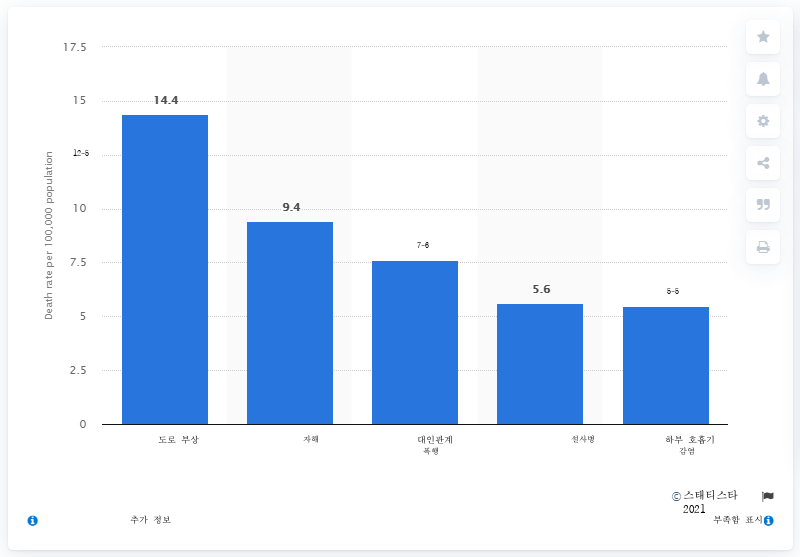 17.5
15
12-5
10
7.5
5
2.5
0
Death rate per 100,000 population
14.4
9.4
7-6
5.6
5-5
도로 부상
자해
대인관계
폭행
설사병
하부 호흡기
감염
© 스태티스타
2021
추가 정보
부족함 표시